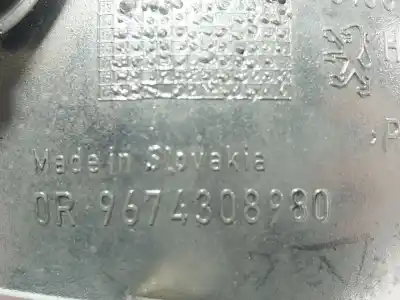 H
P
Made in Slovakia
OR 9674308980